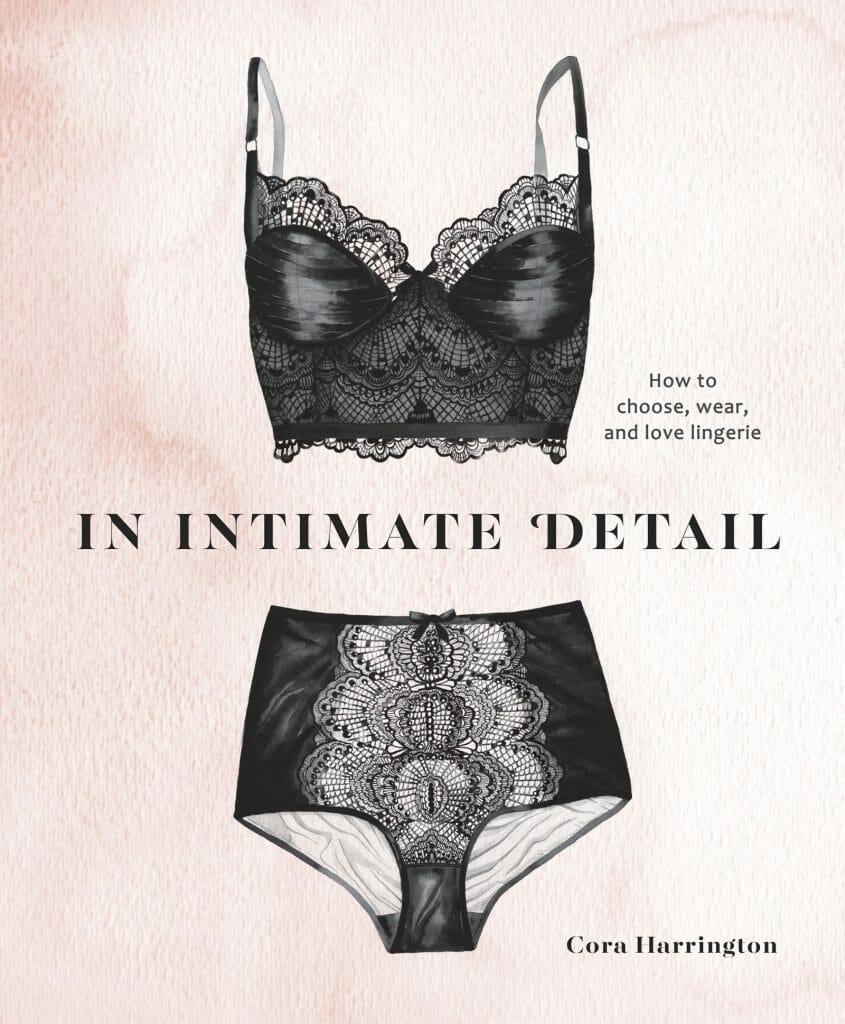 How to
choose, wear,
and love lingerie
IN INTIMATE DETAIL
Cora Harrington